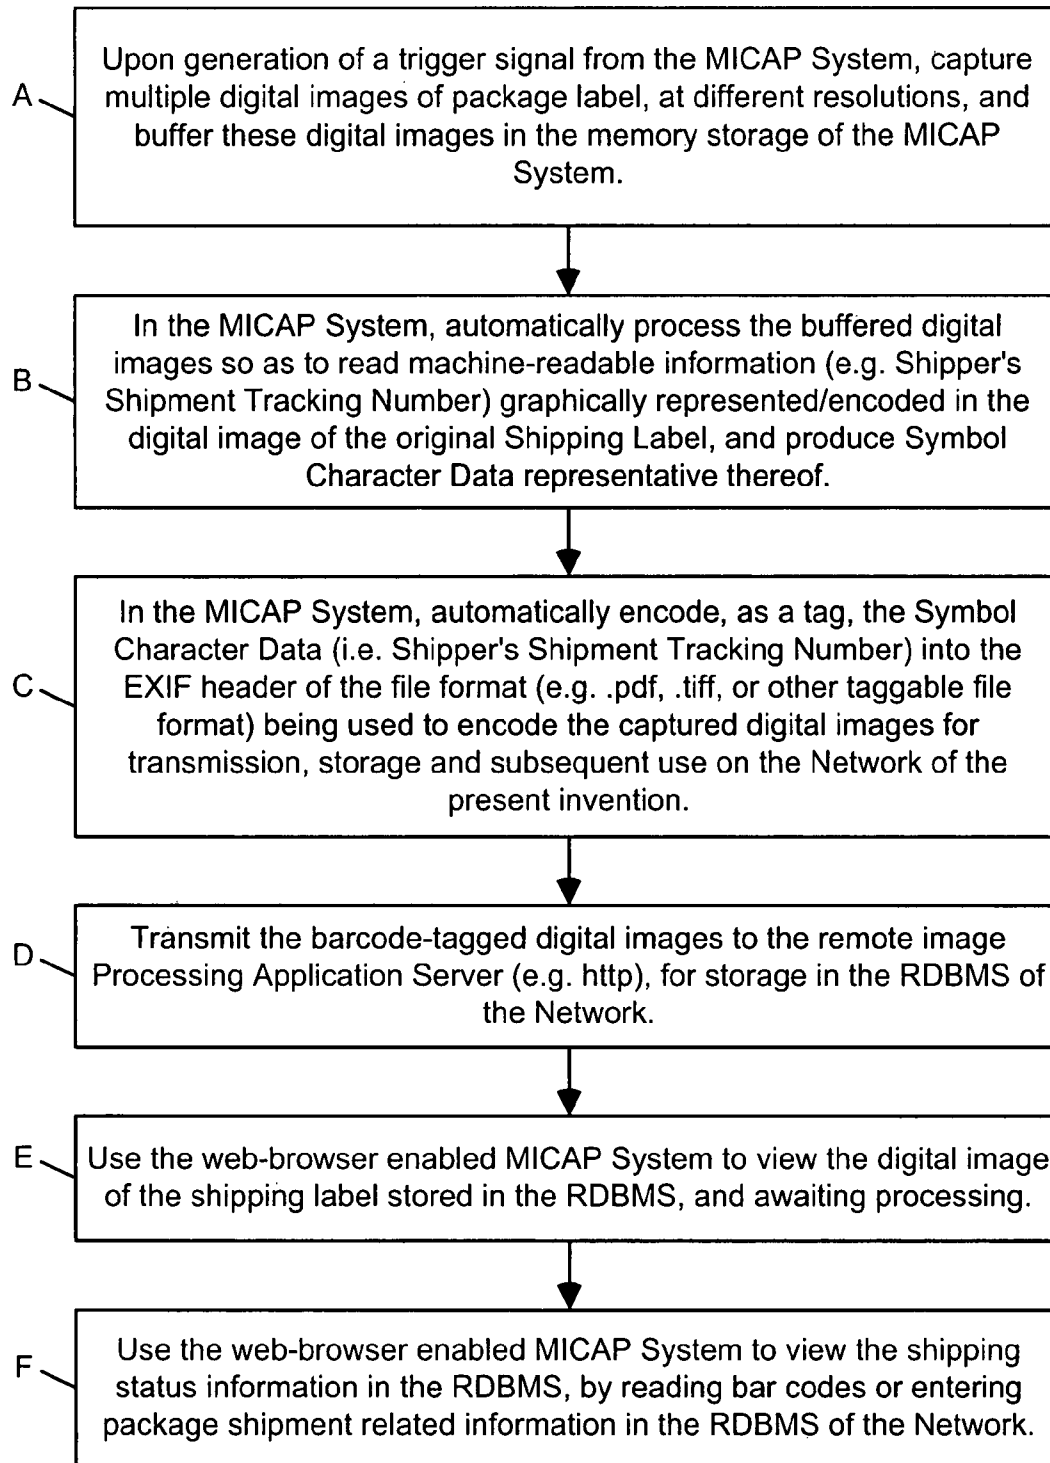 A
Upon generation of a trigger signal from the MICAP System, capture
multiple digital images of package label, at different resolutions, and
buffer these digital images in the memory storage of the MICAP
System.
B
In the MICAP System, automatically process the buffered digital
images so as to read machine-readable information (e.g. Shipper's
Shipment Tracking Number) graphically represented/encoded in the
digital image of the original Shipping Label, and produce Symbol
Character Data representative thereof.
C
In the MICAP System, automatically encode, as a tag, the Symbol
Character Data (i.e. Shipper's Shipment Tracking Number) into the
EXIF header of the file format (e.g. .pdf, .tiff, or other taggable file
format) being used to encode the captured digital images for
transmission, storage and subsequent use on the Network of the
present invention.
D
Transmit the barcode-tagged digital images to the remote image
Processing Application Server (e.g. http), for storage in the RDBMS of
the Network.
E
Use the web-browser enabled MICAP System to view the digital image
of the shipping label stored in the RDBMS, and awaiting processing.
F
Use the web-browser enabled MICAP System to view the shipping
status information in the RDBMS, by reading bar codes or entering
package shipment related information in the RDBMS of the Network.